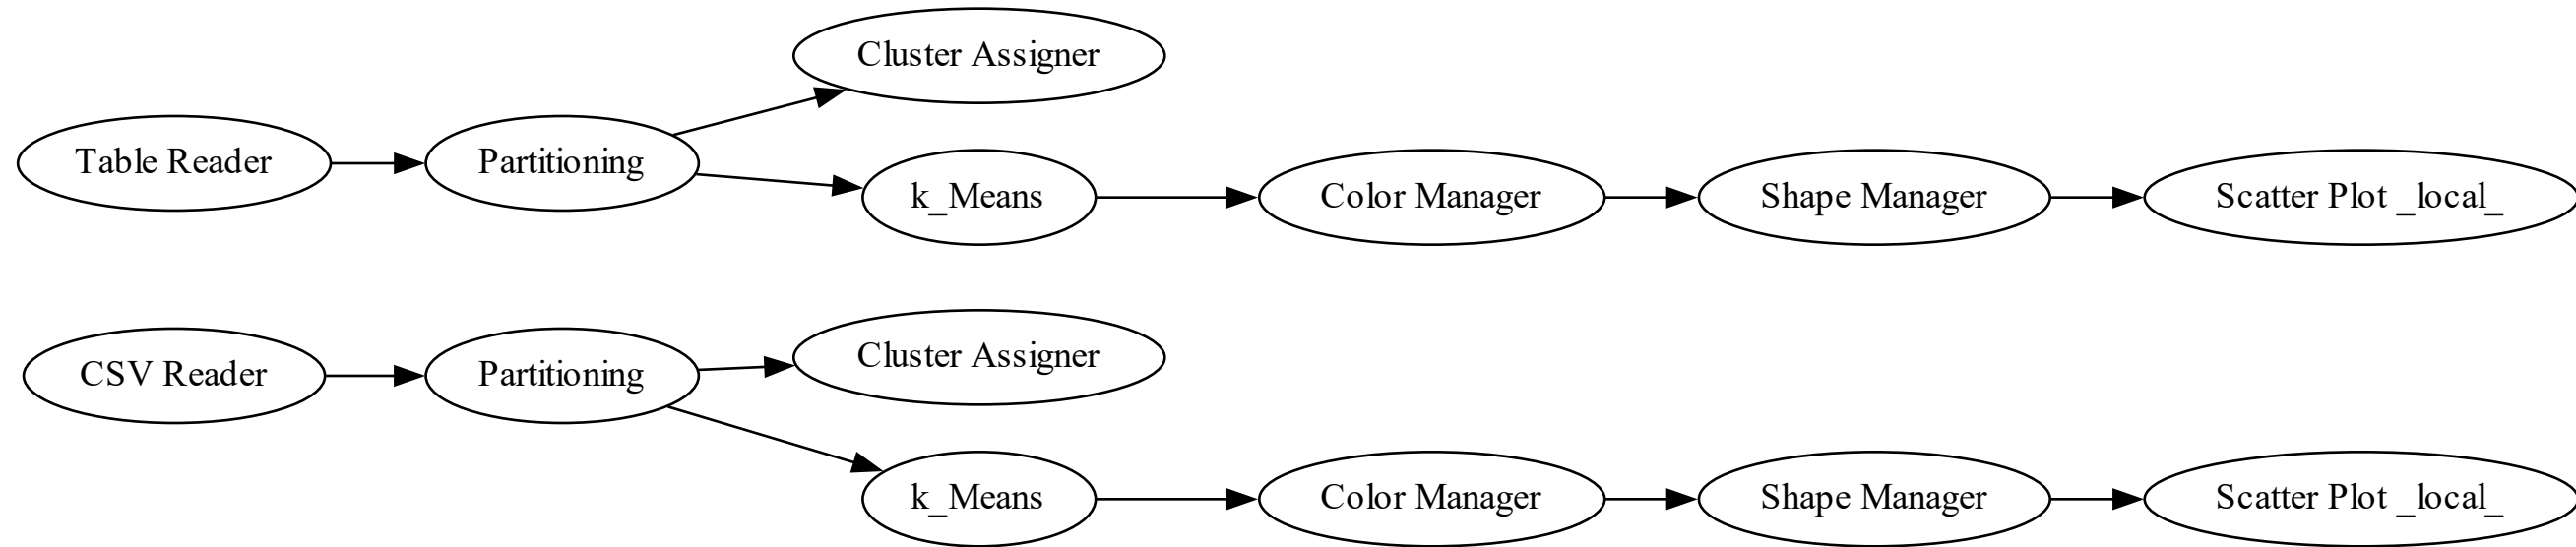 Cluster Assigner
Table Reader
Partitioning
k_Means
Color Manager
Shape Manager
Scatter Plot _local_
Cluster Assigner
CSV Reader
Partitioning
k_Means
Color Manager
Shape Manager
Scatter Plot _local_